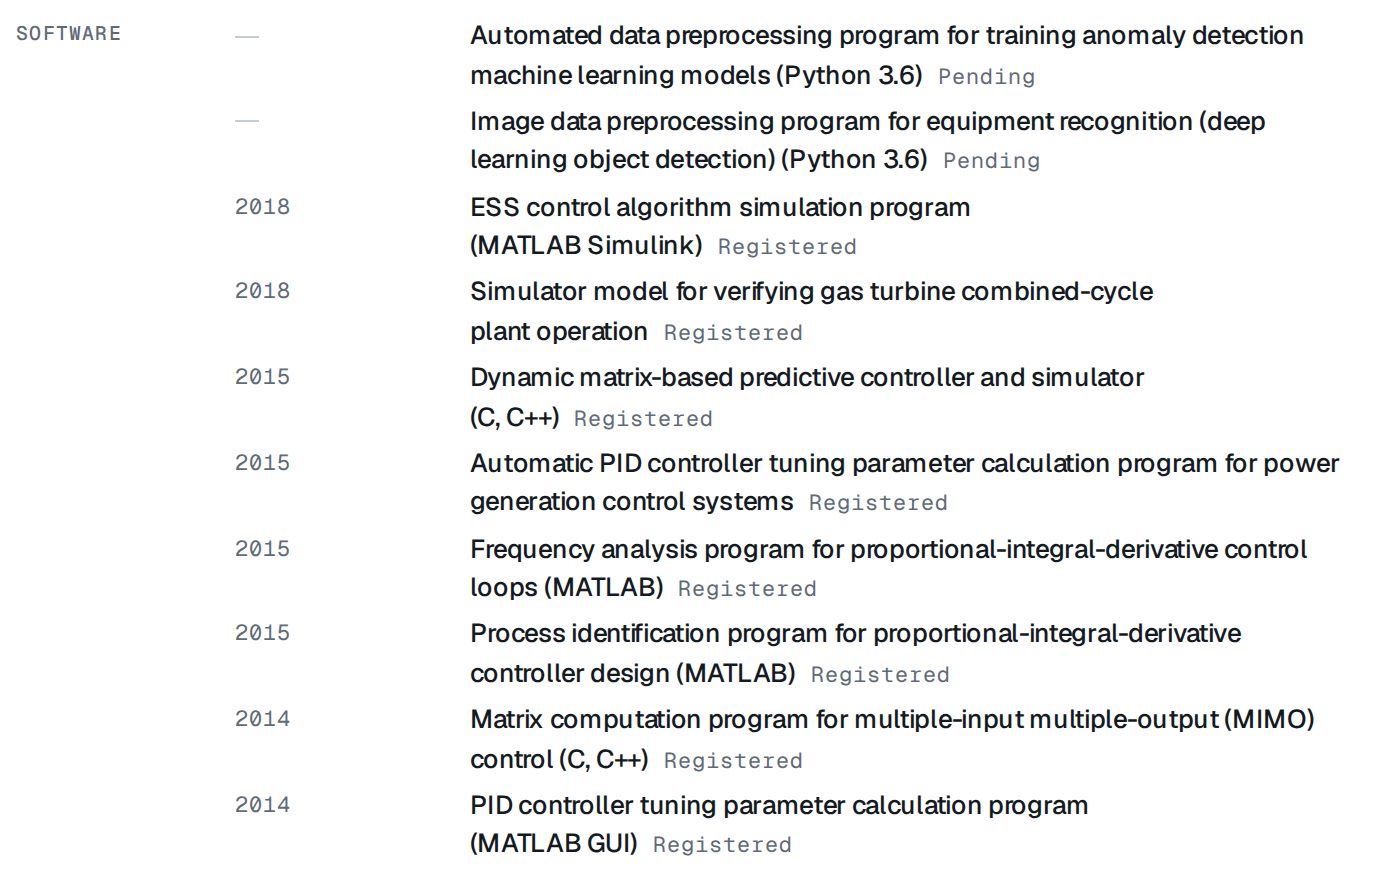 SOFTWARE — Automated data preprocessing program for training anomaly detection
machine learning models (Python 3.6) Pending
— Image data preprocessing program for equipment recognition (deep
learning object detection) (Python 3.6) Pending
2018 ESS control algorithm simulation program
(MATLAB Simulink) Registered
2018 Simulator model for verifying gas turbine combined-cycle
plant operation Registered
2015 Dynamic matrix-based predictive controller and simulator
(C, C++) Registered
2015 Automatic PID controller tuning parameter calculation program for power
generation control systems Registered
2015 Frequency analysis program for proportional-integral-derivative control
loops (MATLAB) Registered
2015 Process identification program for proportional-integral-derivative
controller design (MATLAB) Registered
2014 Matrix computation program for multiple-input multiple-output (MIMO)
control (C, C++) Registered
2014 PID controller tuning parameter calculation program
(MATLAB GUI) Registered